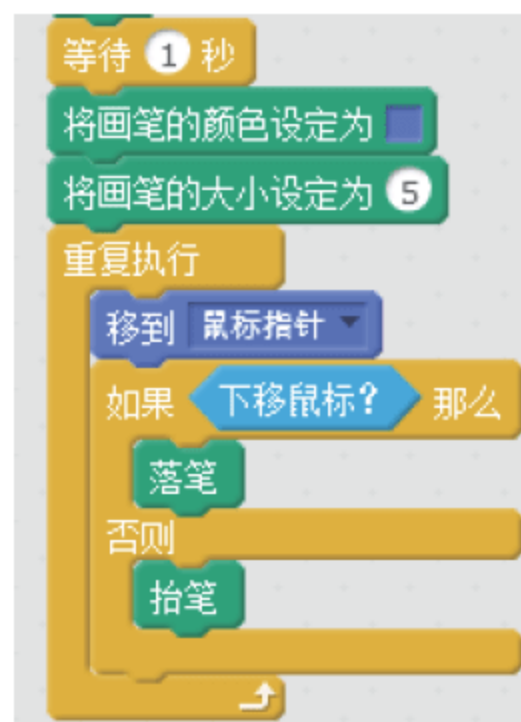 等待 1 秒
将画笔的颜色设定为
将画笔的大小设定为 5
重复执行
移到 鼠标指针
如果 下移鼠标? 那么
落笔
否则
抬笔